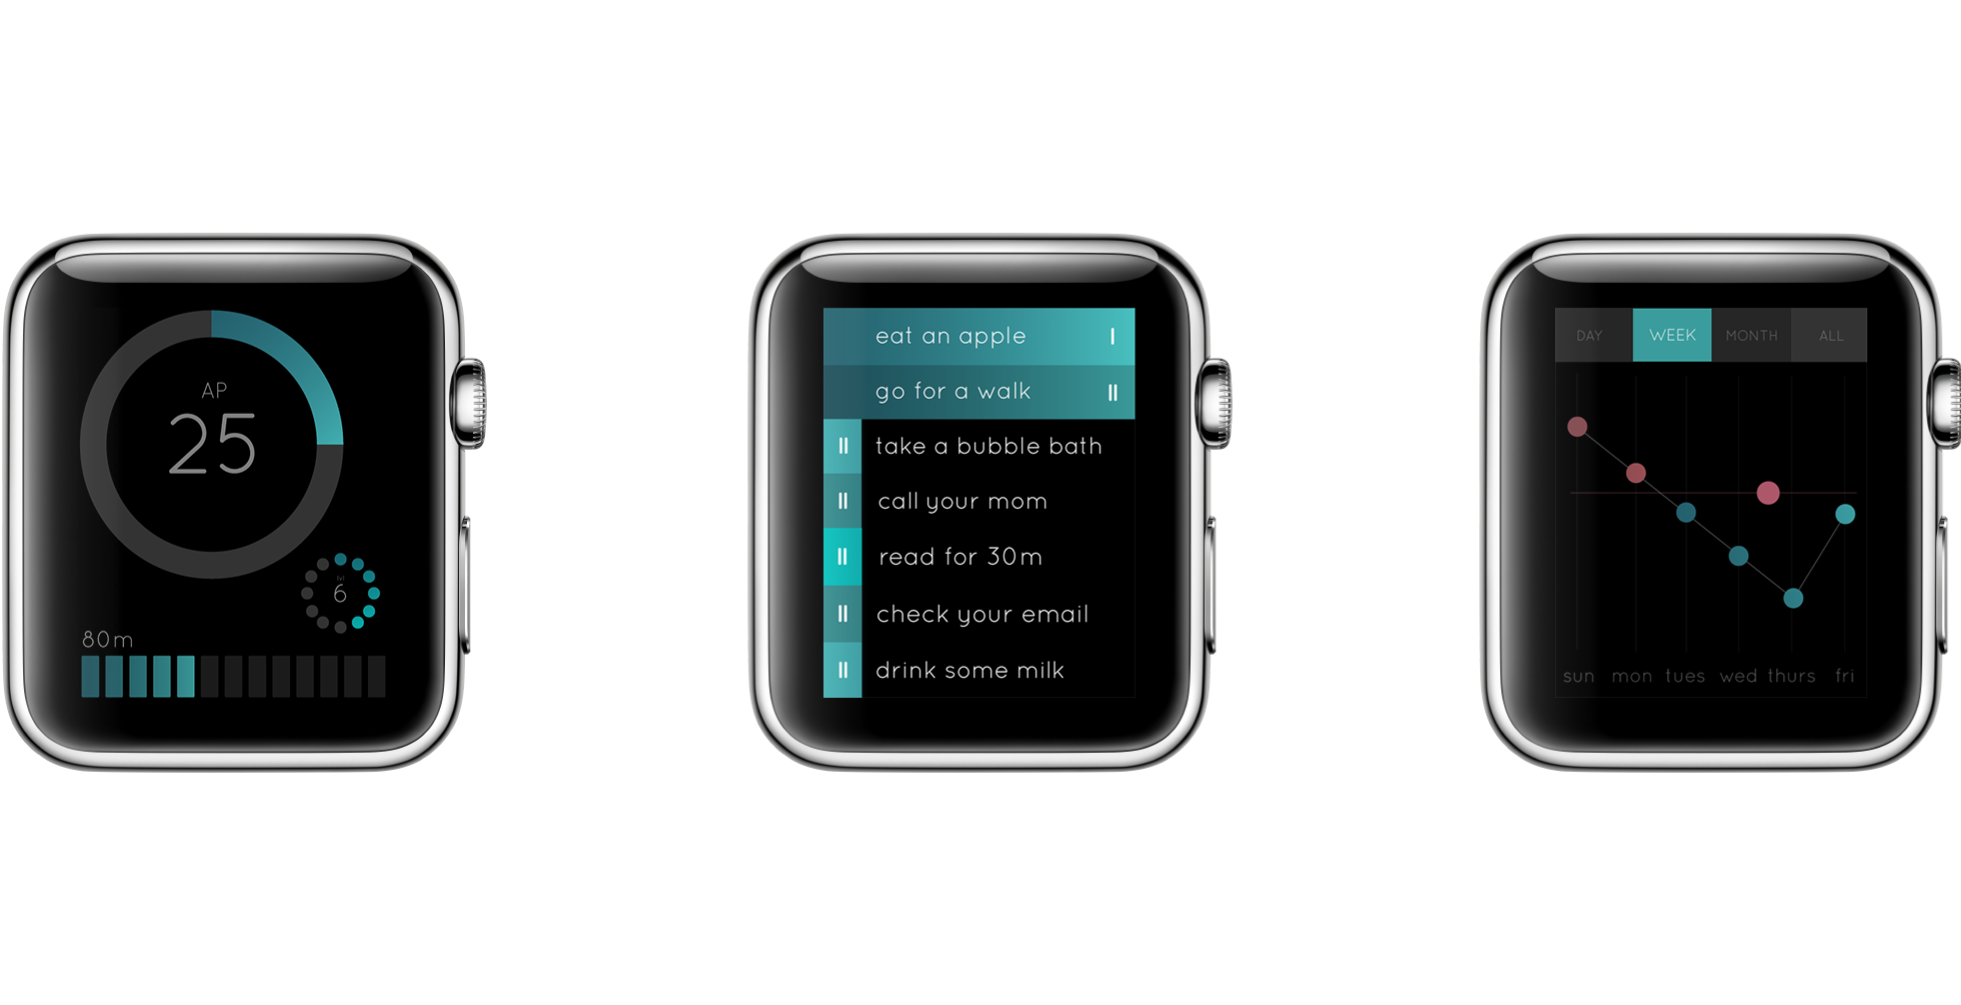 AP
25
lvl
6
80m
eat an apple I
go for a walk II
II take a bubble bath
II call your mom
II read for 30m
II check your email
II drink some milk
DAY WEEK MONTH ALL
sun mon tues wed thurs fri